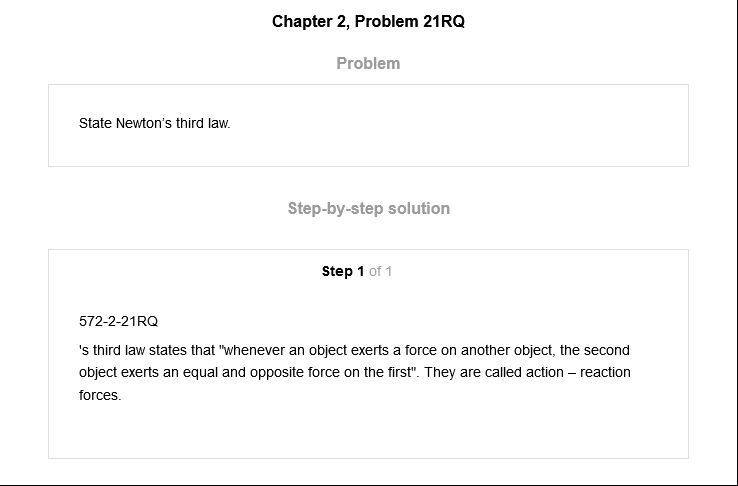 Chapter 2, Problem 21RQ
Problem
State Newton's third law.
Step-by-step solution
Step 1 of 1
572-2-21RQ
's third law states that "whenever an object exerts a force on another object, the second
object exerts an equal and opposite force on the first". They are called action – reaction
forces.